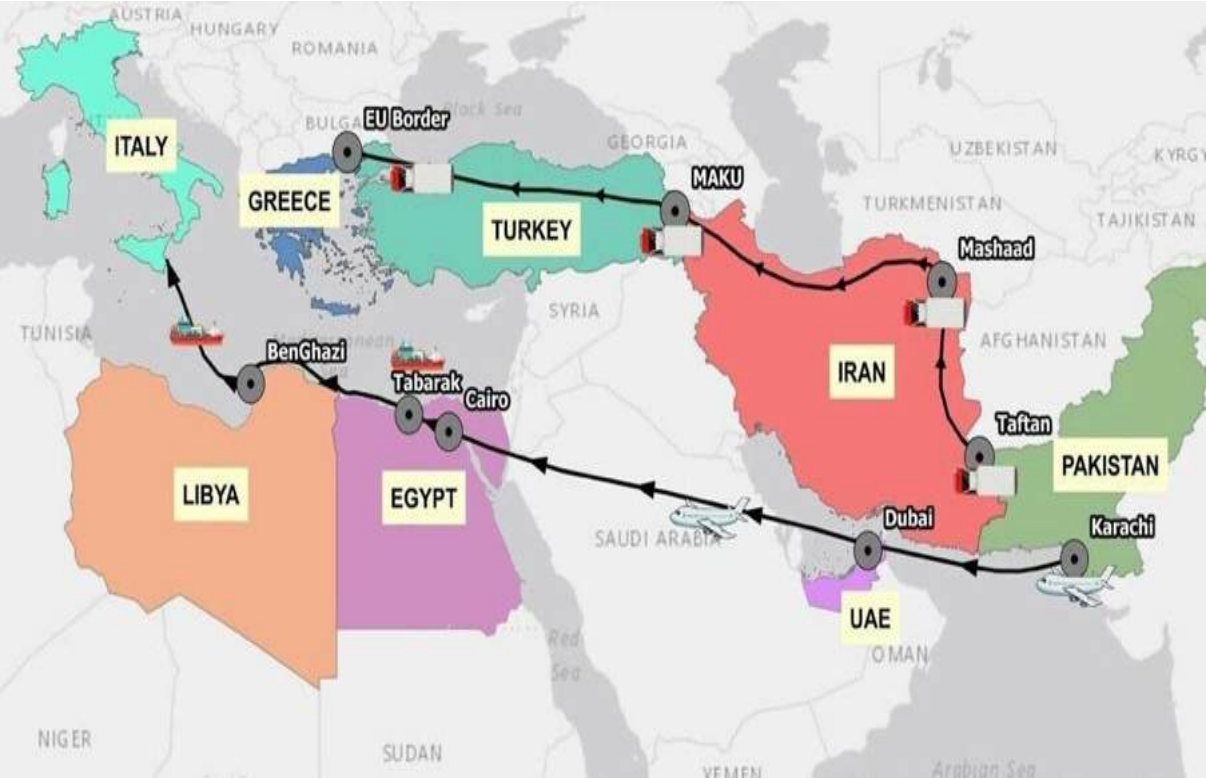 AUSTRIA
HUNGARY
ROMANIA
Black Sea
EU Border
BULGA
GEORGIA
ITALY
UZBEKISTAN
KYRGY
MAKU
GREECE
TURKMENISTAN
TAJIKISTAN
TURKEY
Mashaad
SYRIA
TUNISIA
AFGHANISTAN
BenGhazi
IRAN
Tabarak
Cairo
Taftan
PAKISTAN
LIBYA
EGYPT
Dubai
Karachi
SAUDI ARABIA
UAE
Red
Sea
OMAN
NIGER
SUDAN
YEMEN
Arabian Sea